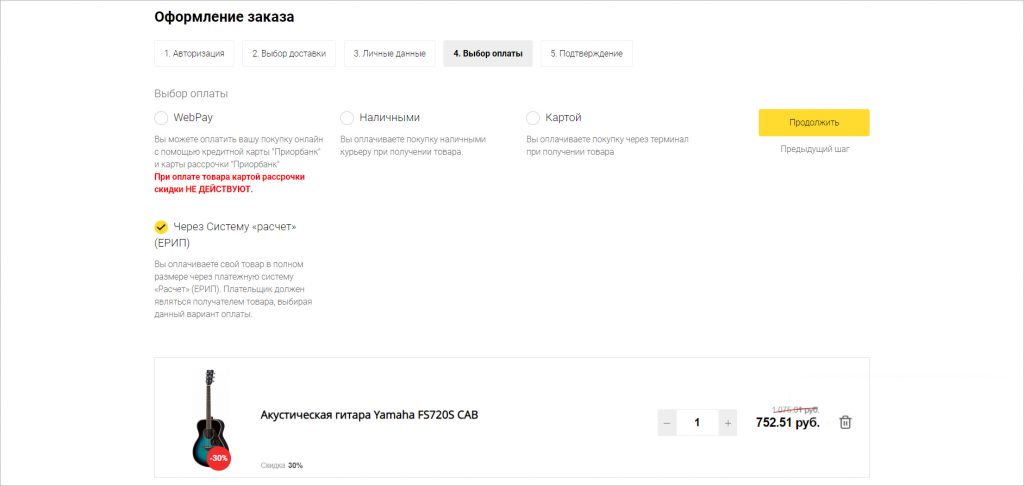 Оформление заказа
1. Авторизация
2. Выбор доставки
3. Личные данные
4. Выбор оплаты
5. Подтверждение
Выбор оплаты
WebPay
Вы можете оплатить вашу покупку онлайн
с помощью кредитной карты "Приорбанк"
и карты рассрочки "Приорбанк"
При оплате товара картой рассрочки
скидки НЕ ДЕЙСТВУЮТ.
Наличными
Вы оплачиваете покупку наличными
курьеру при получении товара.
Картой
Вы оплачиваете покупку через терминал
при получении товара
Продолжить
Предыдущий шаг
Через Систему «расчет»
(ЕРИП)
Вы оплачиваете свой товар в полном
размере через платежную систему
«Расчет» (ЕРИП). Плательщик должен
являться получателем товара, выбирая
данный вариант оплаты.
-30%
Акустическая гитара Yamaha FS720S CAB
Скидка 30%
– 1 +
1 075.01 руб.
752.51 руб.